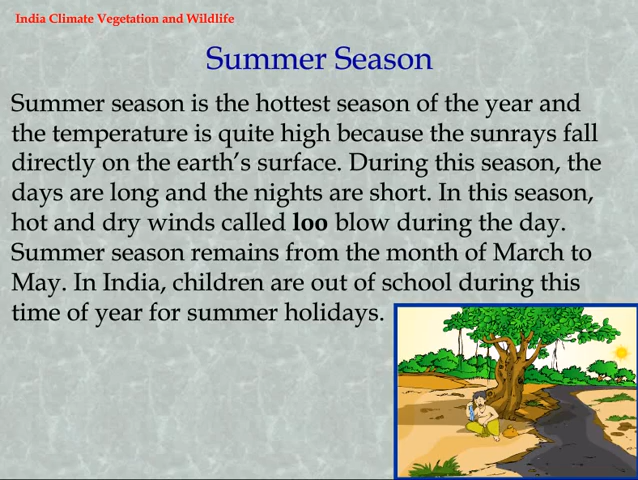 India Climate Vegetation and Wildlife
Summer Season
Summer season is the hottest season of the year and
the temperature is quite high because the sunrays fall
directly on the earth’s surface. During this season, the
days are long and the nights are short. In this season,
hot and dry winds called loo blow during the day.
Summer season remains from the month of March to
May. In India, children are out of school during this
time of year for summer holidays.